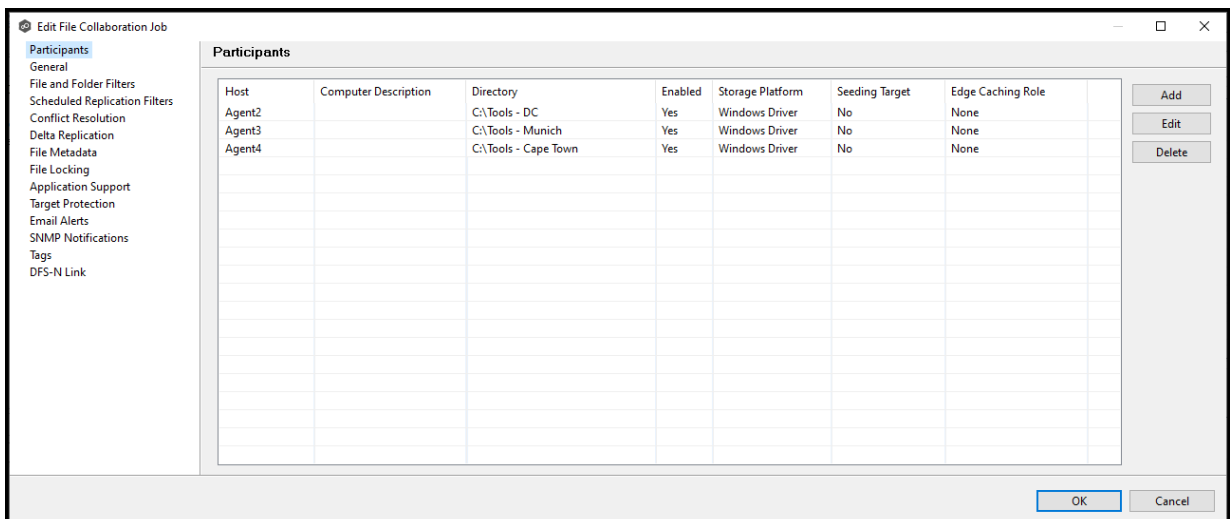 Edit File Collaboration Job
Participants
General
File and Folder Filters
Scheduled Replication Filters
Conflict Resolution
Delta Replication
File Metadata
File Locking
Application Support
Target Protection
Email Alerts
SNMP Notifications
Tags
DFS-N Link
Participants
Host Computer Description Directory Enabled Storage Platform Seeding Target Edge Caching Role
Agent2 C:\Tools - DC Yes Windows Driver No None
Agent3 C:\Tools - Munich Yes Windows Driver No None
Agent4 C:\Tools - Cape Town Yes Windows Driver No None
Add
Edit
Delete
OK Cancel